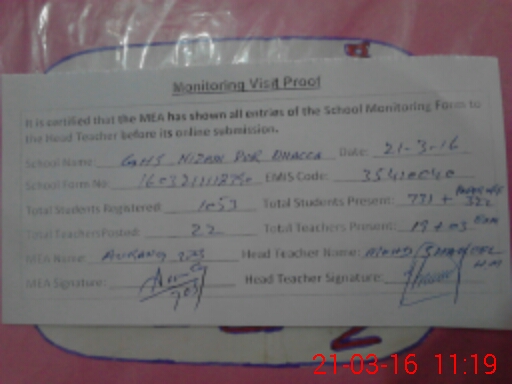 Monitoring Visit Proof
It is certified that the MEA has shown all entries of the School Monitoring Form to
the Head Teacher before its online submission.
School Name: GHS NIZAM PUR Date: 21-3-16
School Form No: EMIS Code: 35410040
Total Students Registered: 1053 Total Students Present: 731 + 322
Total Teachers Posted: 22 Total Teachers Present: 19 + 03
MEA Name: Head Teacher Name:
MEA Signature: Head Teacher Signature:
21-03-16 11:19